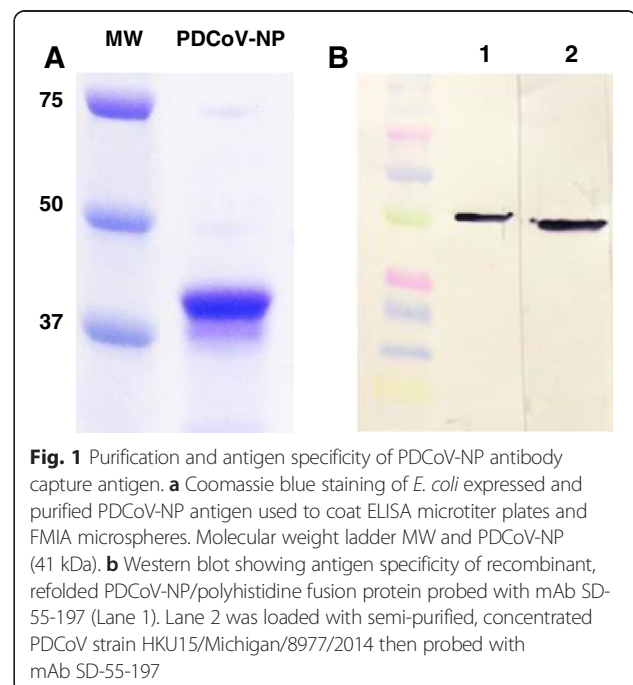 A
MW PDCoV-NP
75
50
37
B
1 2
Fig. 1 Purification and antigen specificity of PDCoV-NP antibody
capture antigen. a Coomassie blue staining of E. coli expressed and
purified PDCoV-NP antigen used to coat ELISA microtiter plates and
FMIA microspheres. Molecular weight ladder MW and PDCoV-NP
(41 kDa). b Western blot showing antigen specificity of recombinant,
refolded PDCoV-NP/polyhistidine fusion protein probed with mAb SD-
55-197 (Lane 1). Lane 2 was loaded with semi-purified, concentrated
PDCoV strain HKU15/Michigan/8977/2014 then probed with
mAb SD-55-197